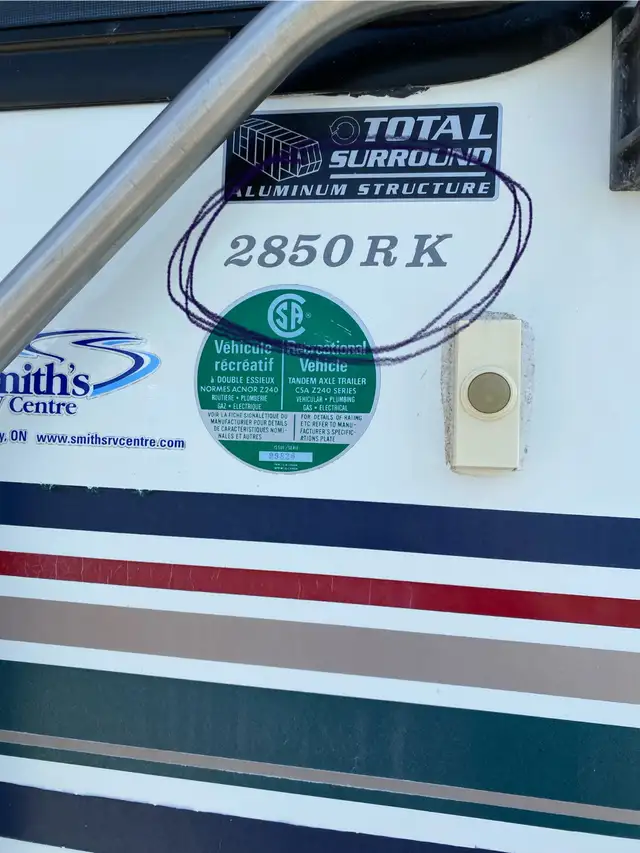 TOTAL
SURROUND
ALUMINUM STRUCTURE
2850RK
CSA
Véhicule
récréatif
À DOUBLE ESSIEUX
NORMES ACNOR Z240
ROUTIÈRE • PLOMBERIE
GAZ • ÉLECTRIQUE
VOIR LA FICHE SIGNALÉTIQUE DU
MANUFACTURIER POUR DÉTAILS
DE CARACTÉRISTIQUES NOMI-
NALES ET AUTRES
Recreational
Vehicle
TANDEM AXLE TRAILER
CSA Z240 SERIES
VEHICULAR • PLUMBING
GAS • ELECTRICAL
FOR DETAILS OF RATING
ETC REFER TO MANU-
FACTURER'S SPECIFIC-
ATIONS PLATE
mith's
Centre
ON www.smithsrvcentre.com